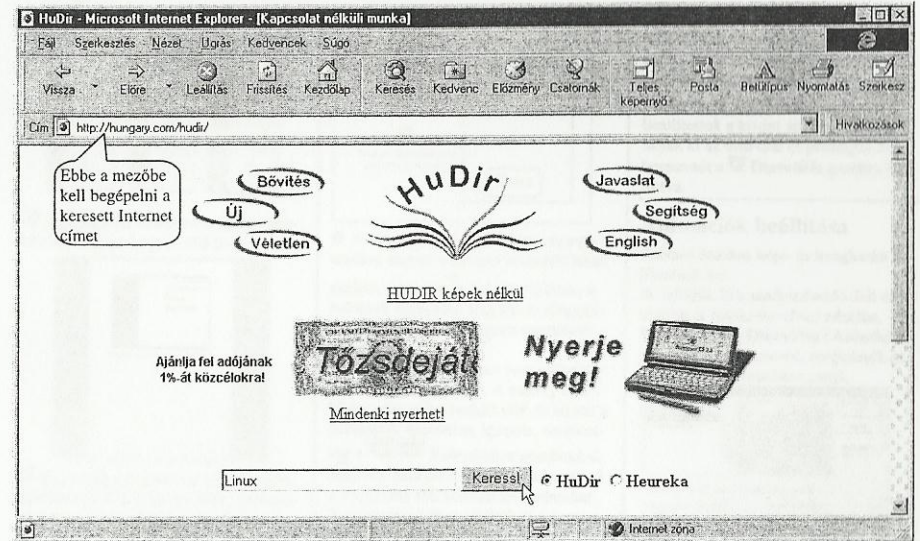 HuDir - Microsoft Internet Explorer - [Kapcsolat nélküli munka]
Fájl Szerkesztés Nézet Ugrás Kedvencek Súgó
Vissza Előre Leállítás Frissítés Kezdőlap Keresés Kedvenc Előzmény Csatornák Teljes képernyő Posta Betűtípus Nyomtatás Szerkesz
Cím http://hungary.com/hudir/ Hivatkozások
Ebbe a mezőbe
kell begépelni a
keresett Internet
címet
Bővítés
Új
Véletlen
HuDir
Javaslat
Segítség
English
HUDIR képek nélkül
Ajánlja fel adójának
1%-át közcélokra!
Tőzsdejáté
Mindenki nyerhet!
Nyerje
meg!
Linux Keress! HuDir Heureka
Internet zóna